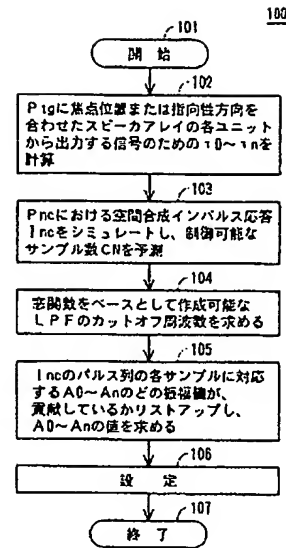 100
101
開 始
102
Ptgに焦点位置または指向性方向を
合わせたスピーカアレイの各ユニット
から出力する信号のためのτ0～τnを
計算
103
Pncにおける空間合成インパルス応答
Incをシミュレートし、制御可能な
サンプル数CNを予測
104
窓関数をベースとして作成可能な
LPFのカットオフ周波数を求める
105
Incのパルス列の各サンプルに対応
するA0～Anのどの振幅値が、
貢献しているかリストアップし、
A0～Anの値を求める
106
設 定
107
終 了